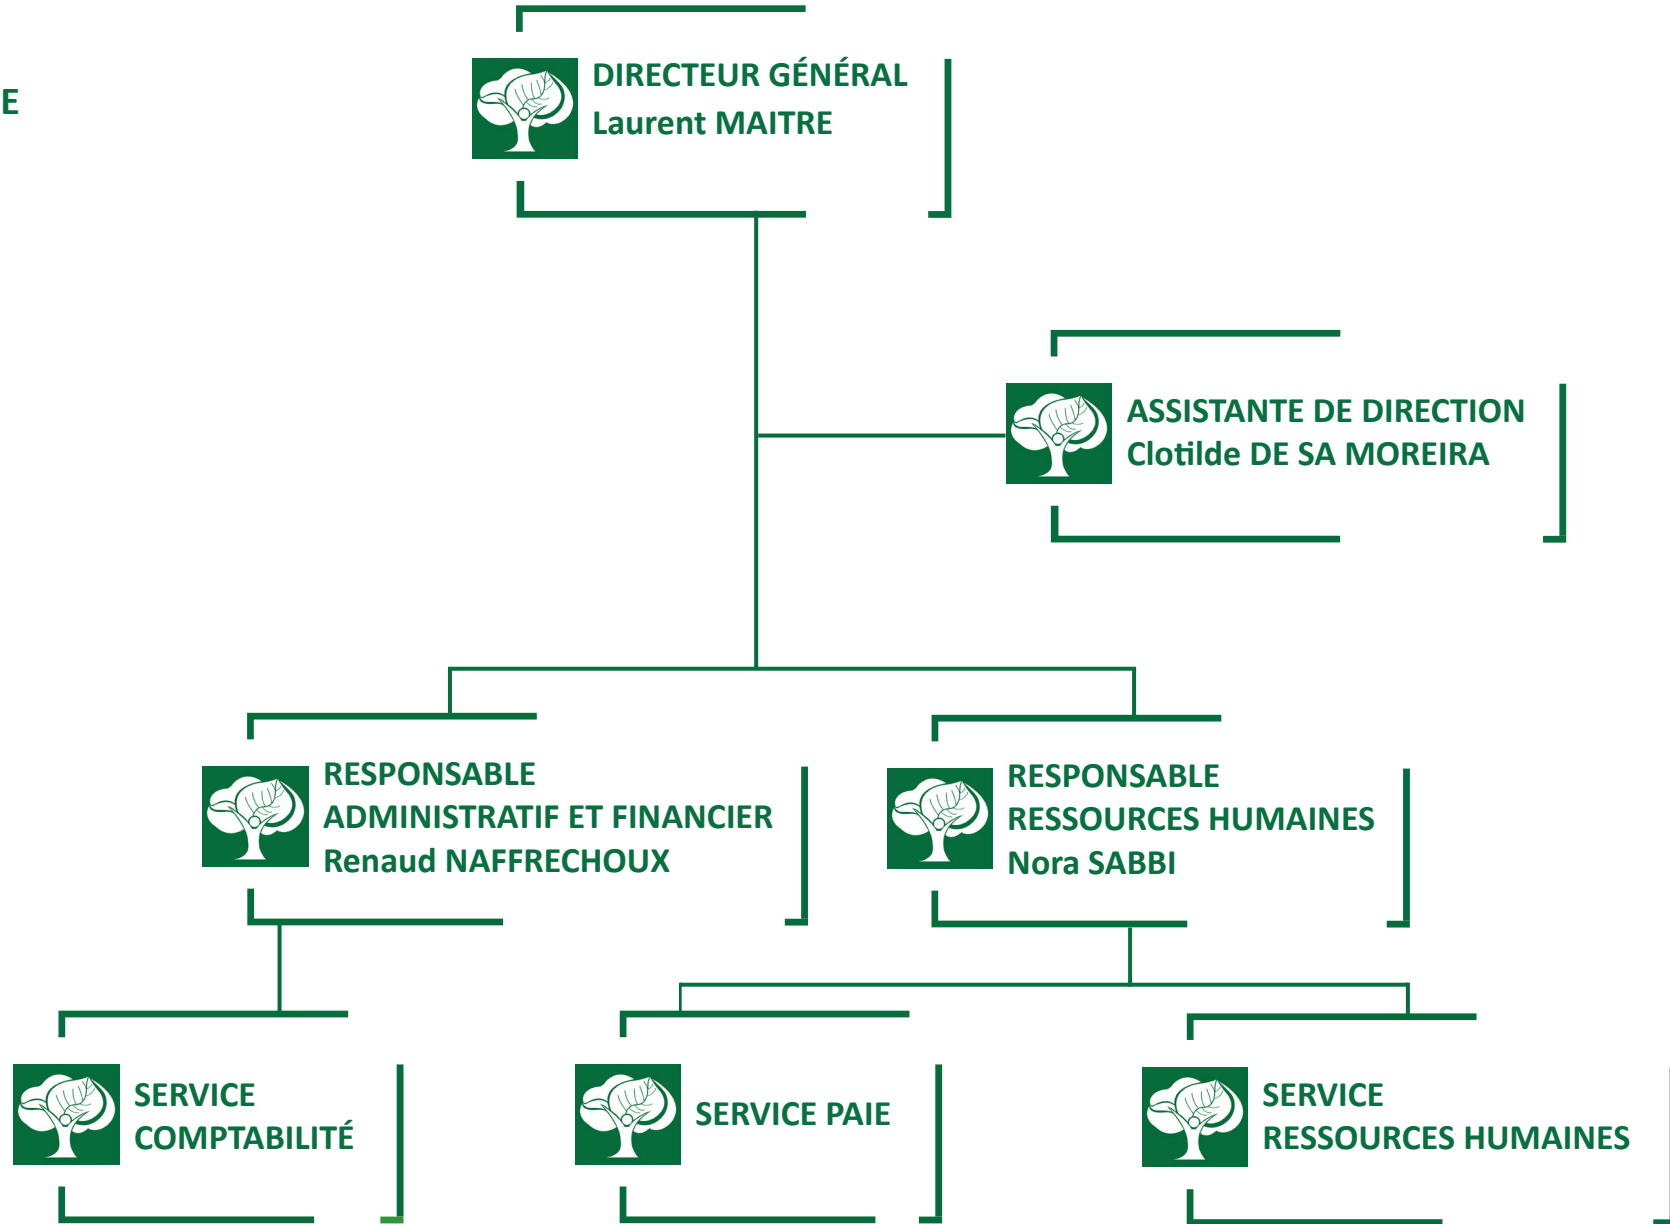 E
DIRECTEUR GÉNÉRAL
Laurent MAITRE
ASSISTANTE DE DIRECTION
Clotilde DE SA MOREIRA
RESPONSABLE
ADMINISTRATIF ET FINANCIER
Renaud NAFFRECHOUX
RESPONSABLE
RESSOURCES HUMAINES
Nora SABBI
SERVICE
COMPTABILITÉ
SERVICE PAIE
SERVICE
RESSOURCES HUMAINES